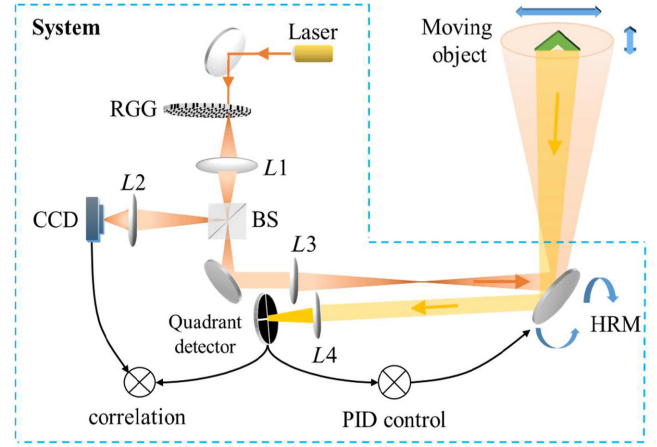 System
Laser
Moving
object
RGG
L1
L2
CCD
BS
L3
Quadrant
detector
L4
HRM
correlation
PID control